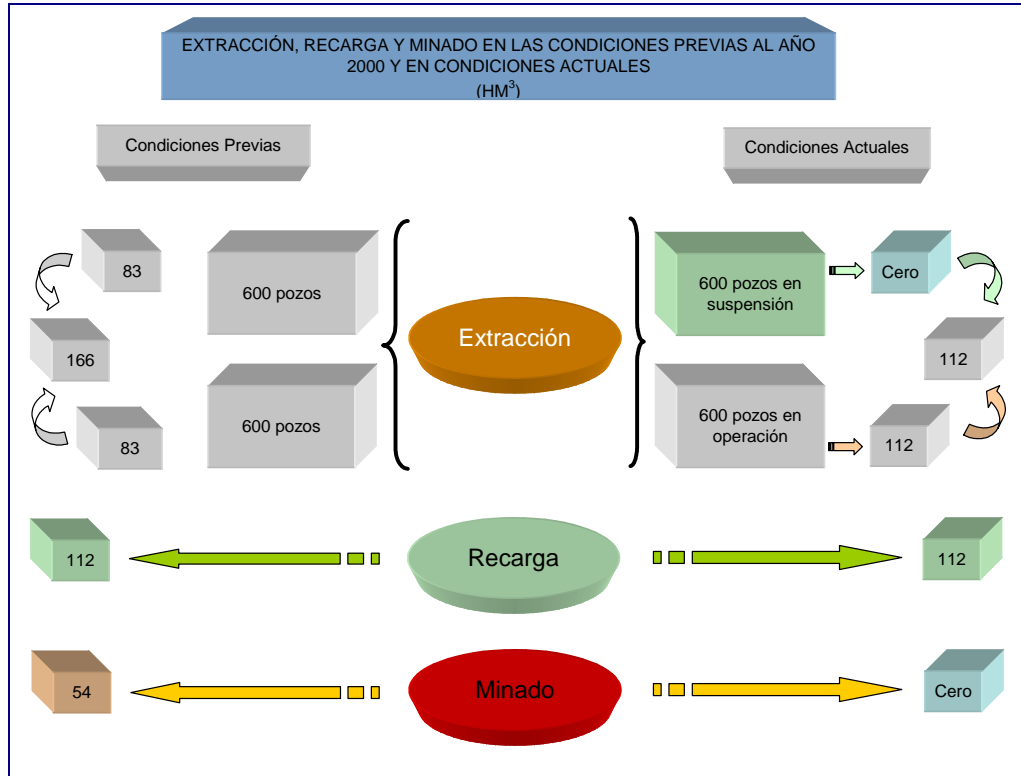 EXTRACCIÓN, RECARGA Y MINADO EN LAS CONDICIONES PREVIAS AL AÑO
2000 Y EN CONDICIONES ACTUALES
(HM³)
Condiciones Previas
Condiciones Actuales
83
600 pozos
166
83
600 pozos
Extracción
600 pozos en
suspensión
Cero
112
600 pozos en
operación
112
112
Recarga
112
54
Minado
Cero